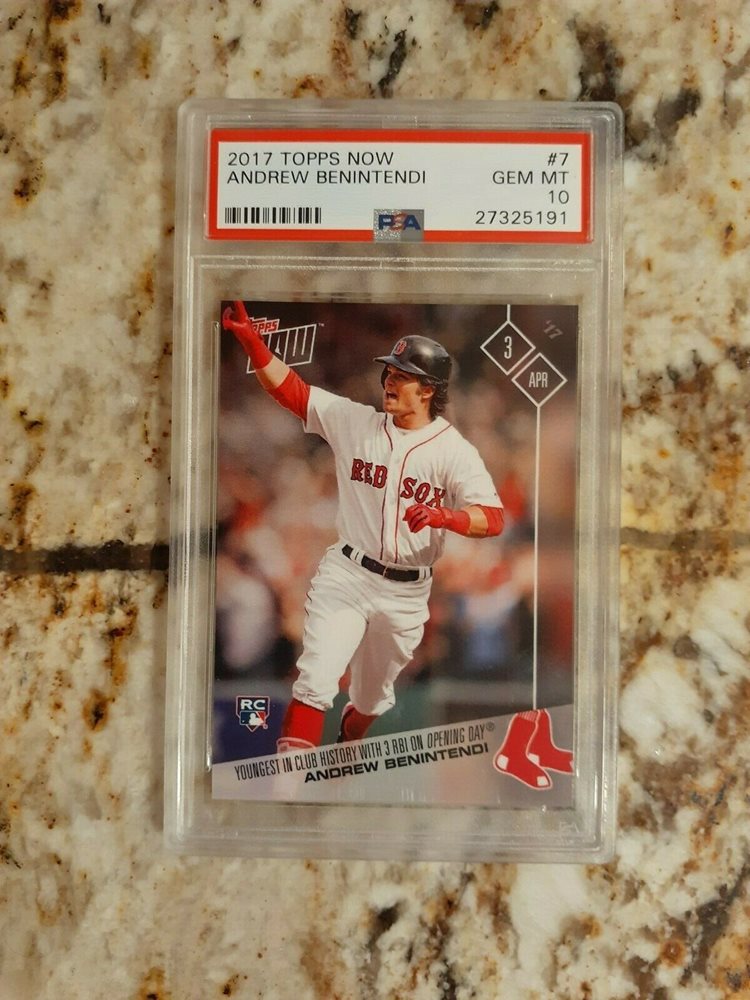 2017 TOPPS NOW #7
ANDREW BENINTENDI GEM MT
10
PSA 27325191
TOPPS
NOW™
'17
3
APR
RED SOX
RC
YOUNGEST IN CLUB HISTORY WITH 3 RBI ON OPENING DAY®
ANDREW BENINTENDI